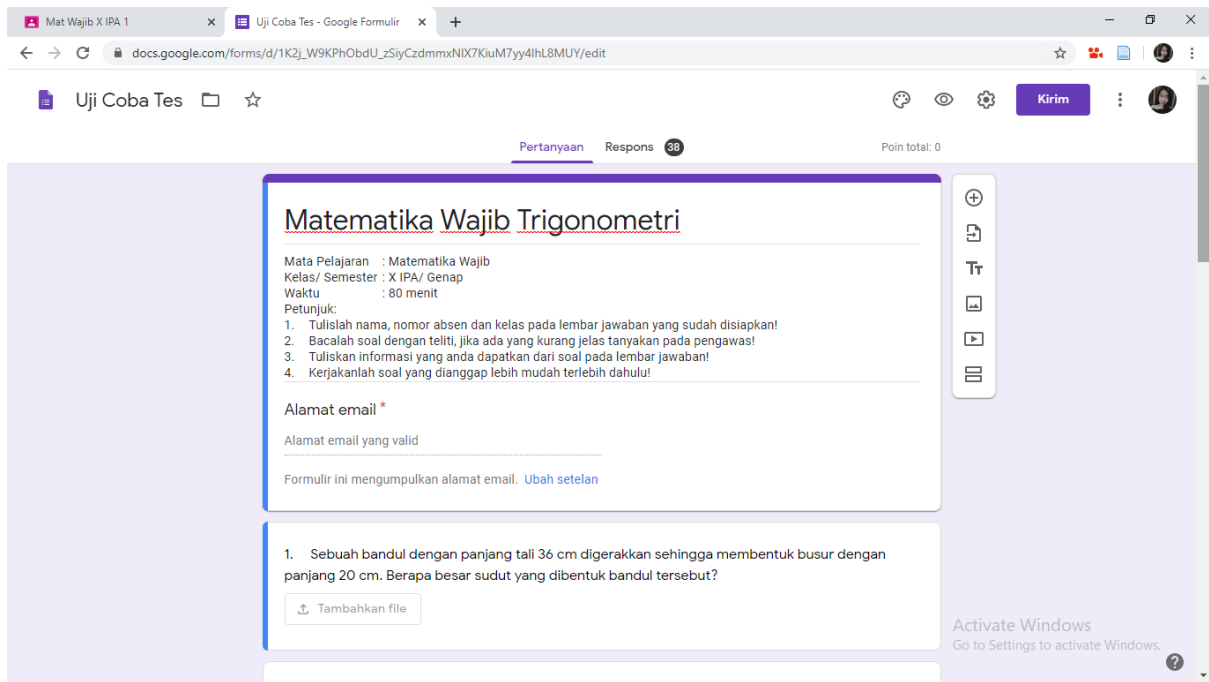 Mat Wajib X IPA 1
Uji Coba Tes - Google Formulir
docs.google.com/forms/d/1K2j_W9KPhObdU_zSiyCzdmmxNlX7KiuM7yy4lhL8MUY/edit
Uji Coba Tes
Kirim
Pertanyaan Respons 38
Poin total: 0
Matematika Wajib Trigonometri
Mata Pelajaran : Matematika Wajib
Kelas/ Semester : X IPA/ Genap
Waktu : 80 menit
Petunjuk:
1. Tulislah nama, nomor absen dan kelas pada lembar jawaban yang sudah disiapkan!
2. Bacalah soal dengan teliti, jika ada yang kurang jelas tanyakan pada pengawas!
3. Tuliskan informasi yang anda dapatkan dari soal pada lembar jawaban!
4. Kerjakanlah soal yang dianggap lebih mudah terlebih dahulu!
Alamat email *
Alamat email yang valid
Formulir ini mengumpulkan alamat email. Ubah setelan
1. Sebuah bandul dengan panjang tali 36 cm digerakkan sehingga membentuk busur dengan
panjang 20 cm. Berapa besar sudut yang dibentuk bandul tersebut?
Tambahkan file
Activate Windows
Go to Settings to activate Windows.